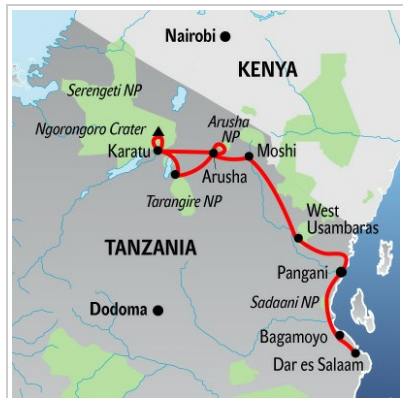 Nairobi
KENYA
Serengeti NP
Ngorongoro Crater
Arusha
NP
Karatu
Moshi
Arusha
Tarangire NP
West
Usambaras
TANZANIA
Pangani
Sadaani NP
Dodoma
Bagamoyo
Dar es Salaam